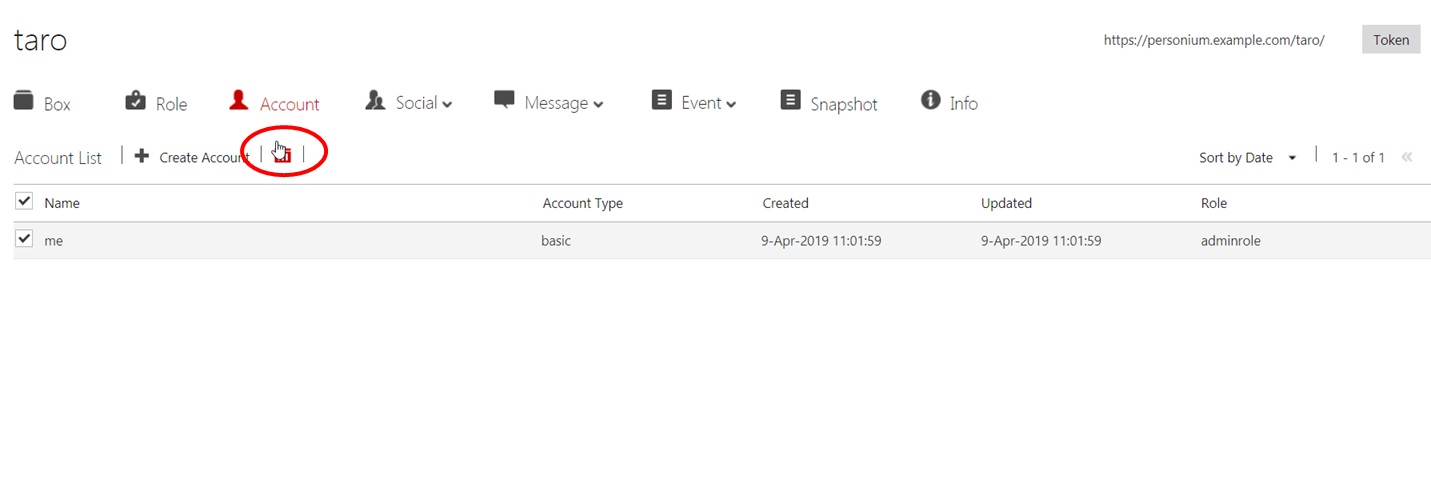 taro
https://personium.example.com/taro/ Token
Box Role Account Social Message Event Snapshot Info
Account List Create Account Sort by Date 1 - 1 of 1
Name Account Type Created Updated Role
me basic 9-Apr-2019 11:01:59 9-Apr-2019 11:01:59 adminrole